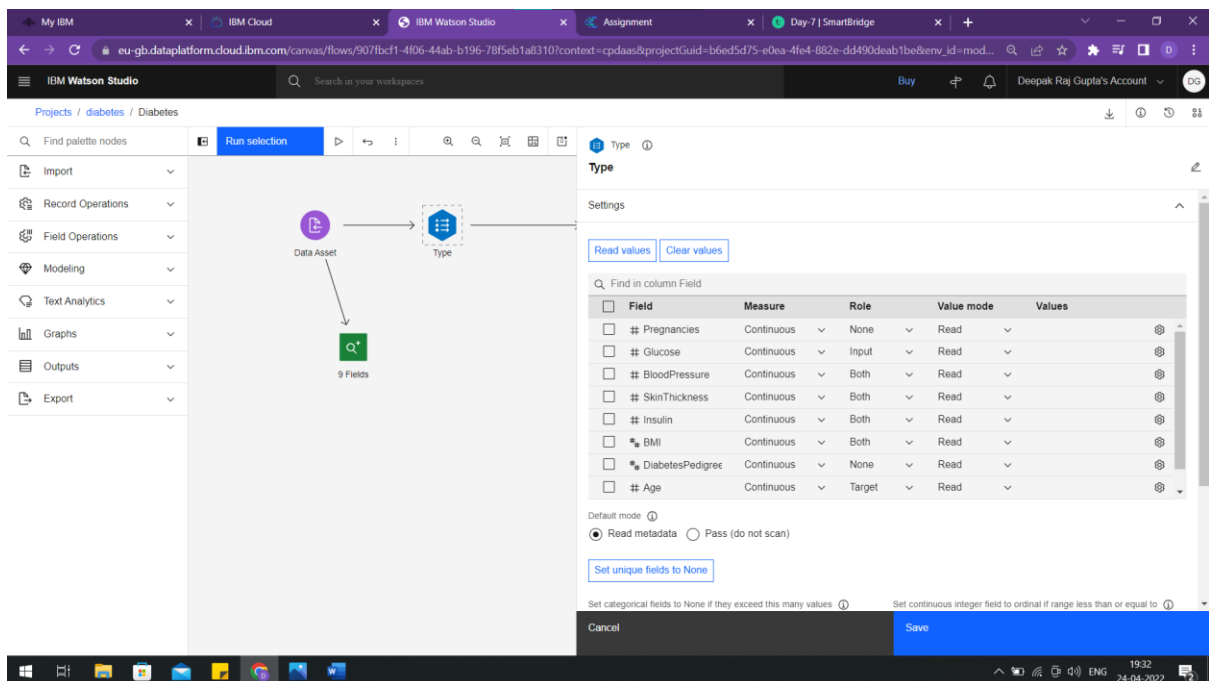 My IBM
IBM Cloud
IBM Watson Studio
Assignment
Day-7 | SmartBridge
eu-gb.dataplatform.cloud.ibm.com/canvas/flows/907fbcf1-4f06-44ab-b196-78f5eb1a8310?context=cpdaas&projectGuid=b6ed5d75-e0ea-4fe4-882e-dd490deab1be&env_id=mod...
D
IBM Watson Studio
Search in your workspaces
Buy
Deepak Raj Gupta's Account
DG
Projects / diabetes / Diabetes
Find palette nodes
Import
Record Operations
Field Operations
Modeling
Text Analytics
Graphs
Outputs
Export
Run selection
Data Asset
Type
9 Fields
Type
Type
Settings
Read values Clear values
Find in column Field
Field Measure Role Value mode Values
# Pregnancies Continuous None Read
# Glucose Continuous Input Read
# BloodPressure Continuous Both Read
# SkinThickness Continuous Both Read
# Insulin Continuous Both Read
BMI Continuous Both Read
DiabetesPedigree Continuous None Read
# Age Continuous Target Read
Default mode
Read metadata Pass (do not scan)
Set unique fields to None
Set categorical fields to None if they exceed this many values Set continuous integer field to ordinal if range less than or equal to
Cancel Save
ENG
19:32
24-04-2022